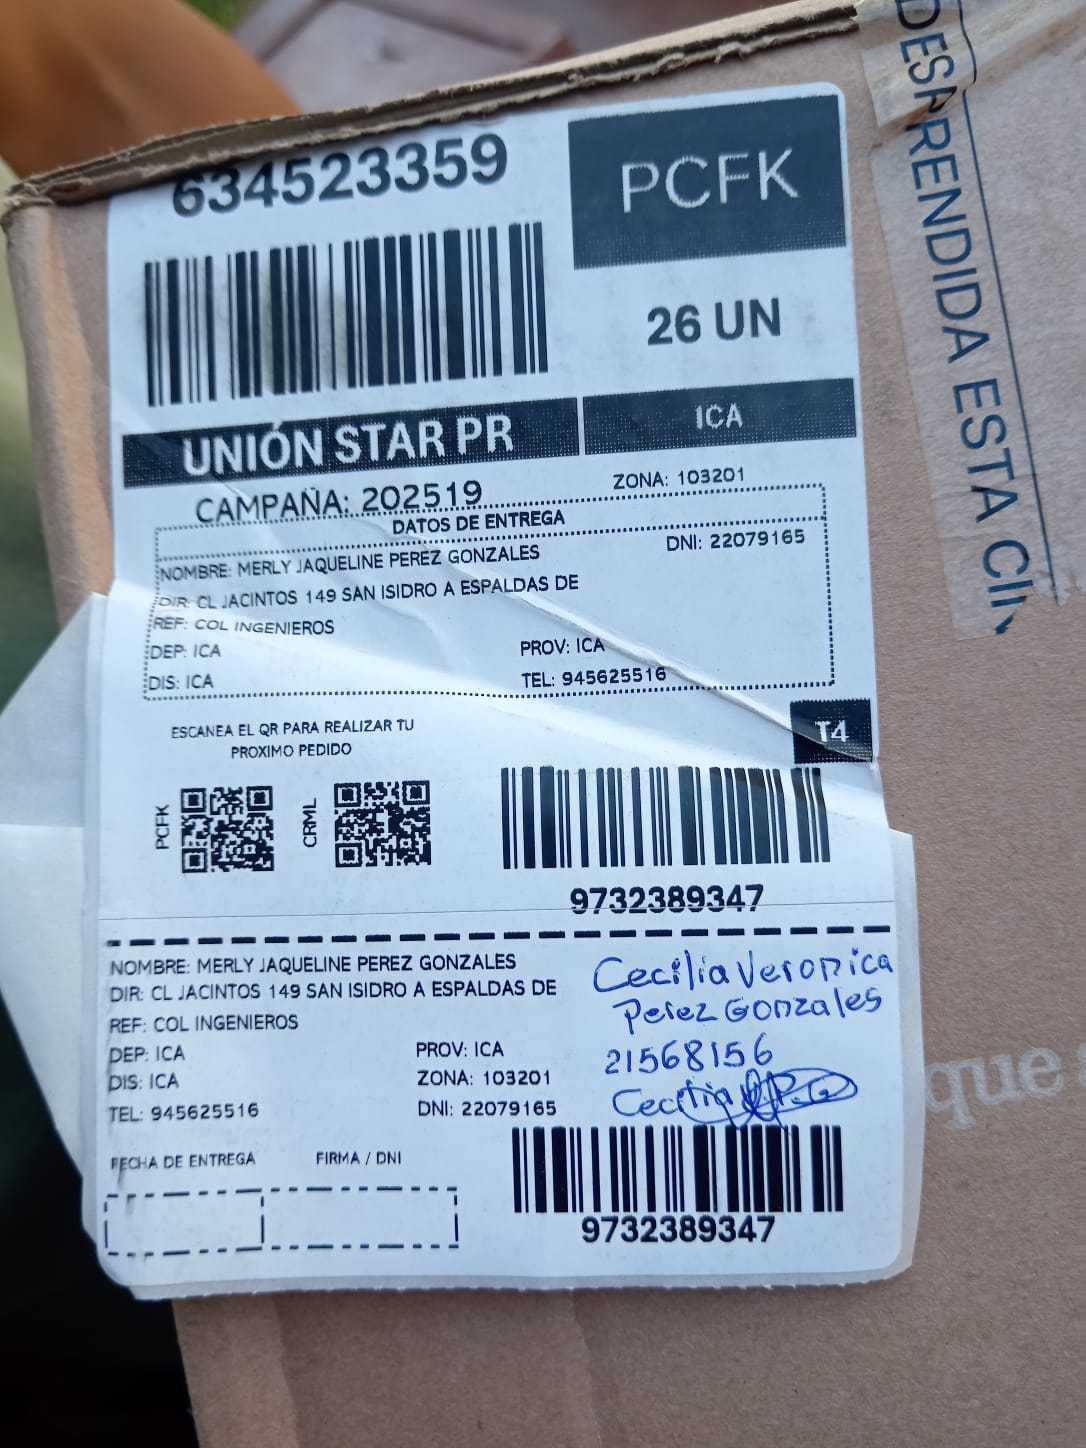 634523359
PCFK
26 UN
UNIÓN STAR PR
ICA
CAMPAÑA: 202519
ZONA: 103201
DATOS DE ENTREGA
NOMBRE: MERLY JAQUELINE PEREZ GONZALES
DNI: 22079165
DIR: CL JACINTOS 149 SAN ISIDRO A ESPALDAS DE
REF: COL INGENIEROS
DEP: ICA
PROV: ICA
DIS: ICA
TEL: 945625516
T4
ESCANEA EL QR PARA REALIZAR TU
PROXIMO PEDIDO
PCFK
CRML
9732389347
NOMBRE: MERLY JAQUELINE PEREZ GONZALES
DIR: CL JACINTOS 149 SAN ISIDRO A ESPALDAS DE
REF: COL INGENIEROS
DEP: ICA
PROV: ICA
DIS: ICA
ZONA: 103201
TEL: 945625516
DNI: 22079165
Cecilia Veronica
Perez Gonzales
21568156
FECHA DE ENTREGA
FIRMA / DNI
9732389347
DESPRENDIDA ESTA
que